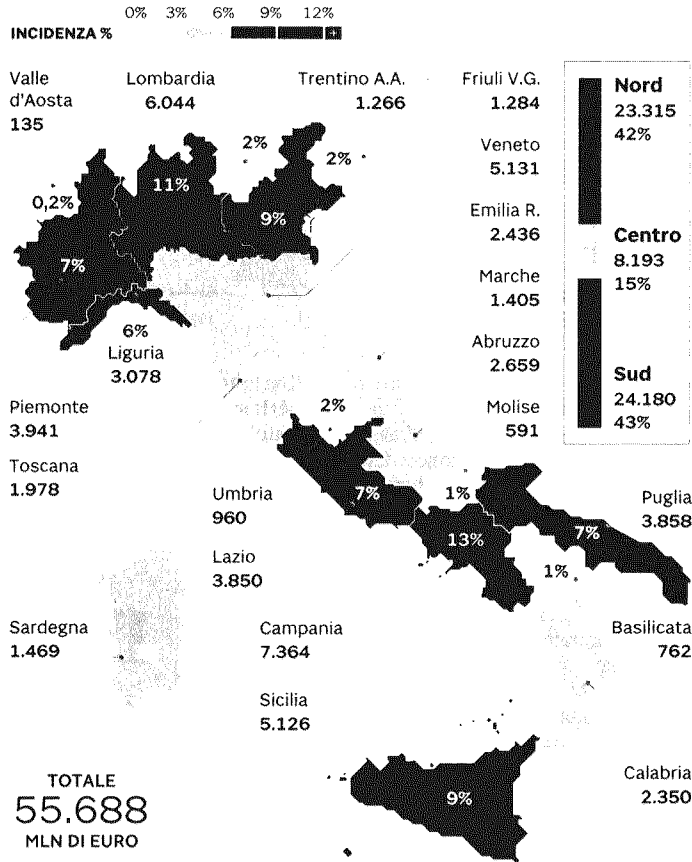 0% 3% 6% 9% 12%
INCIDENZA %
Valle
d'Aosta
135
Lombardia
6.044
Trentino A.A.
1.266
Friuli V.G.
1.284
Veneto
5.131
Emilia R.
2.436
Marche
1.405
Abruzzo
2.659
Molise
591
Nord
23.315
42%
Centro
8.193
15%
Sud
24.180
43%
0,2%
11%
2%
2%
9%
7%
6%
Liguria
3.078
Piemonte
3.941
Toscana
1.978
2%
7%
1%
13%
7%
1%
Umbria
960
Lazio
3.850
Puglia
3.858
Sardegna
1.469
Campania
7.364
Basilicata
762
Sicilia
5.126
9%
Calabria
2.350
TOTALE
55.688
MLN DI EURO